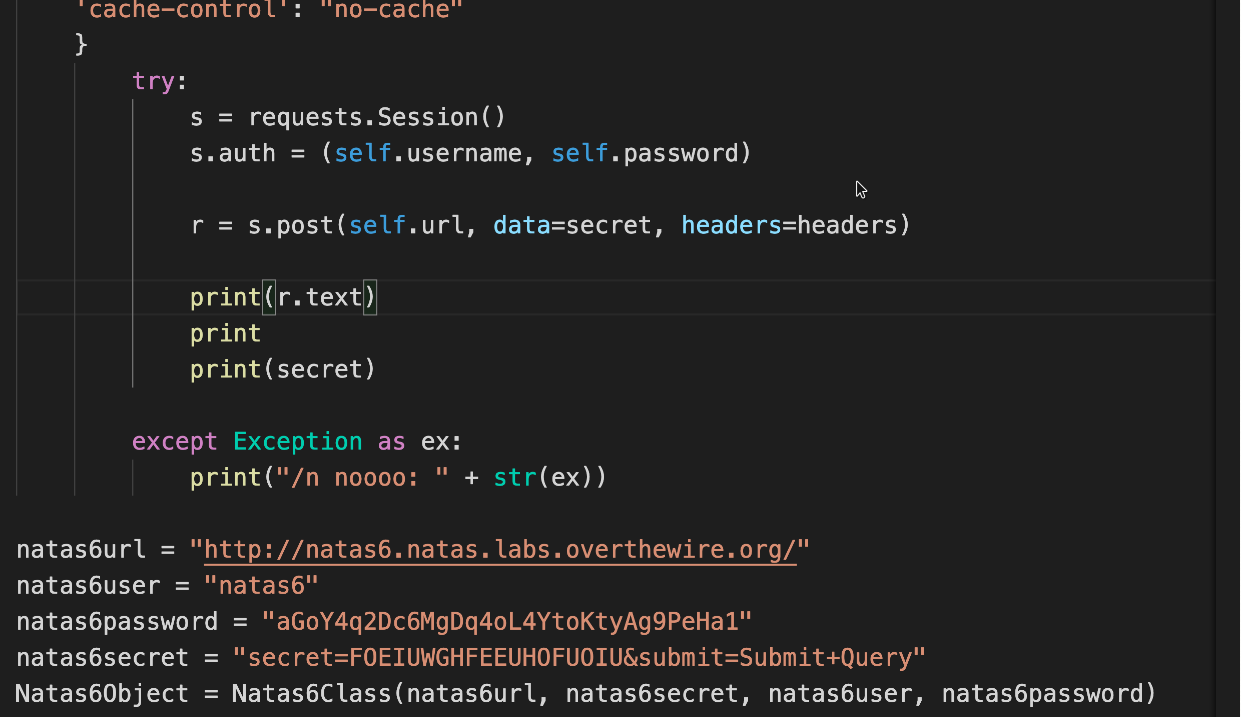 'cache-control': "no-cache"
}
try:
s = requests.Session()
s.auth = (self.username, self.password)
r = s.post(self.url, data=secret, headers=headers)
print(r.text)
print
print(secret)
except Exception as ex:
print("/n noooo: " + str(ex))
natas6url = "http://natas6.natas.labs.overthewire.org/"
natas6user = "natas6"
natas6password = "aGoY4q2Dc6MgDq4oL4YtoKtyAg9PeHa1"
natas6secret = "secret=FOEIUWGHFEEUHOFUOIU&submit=Submit+Query"
Natas6Object = Natas6Class(natas6url, natas6secret, natas6user, natas6password)